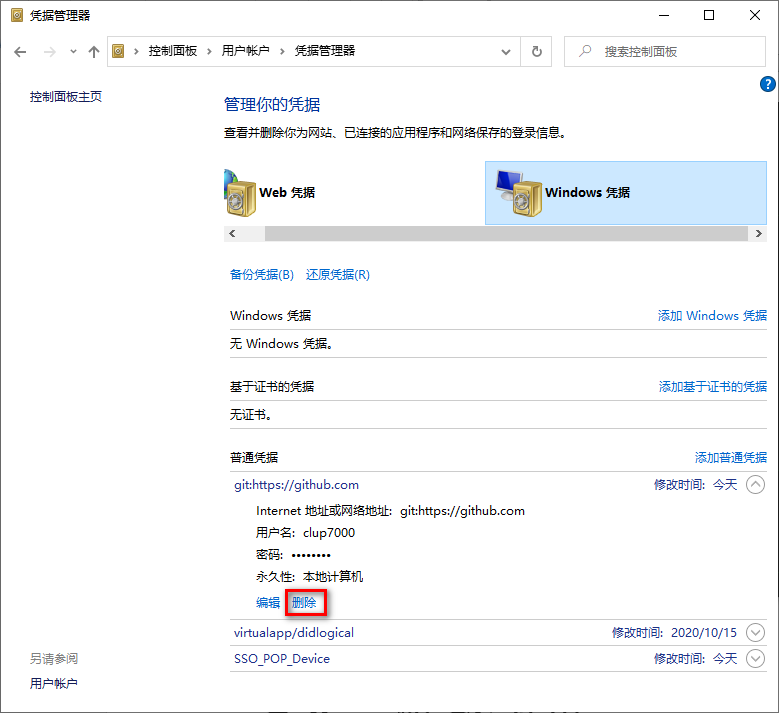 凭据管理器
控制面板 > 用户帐户 > 凭据管理器
搜索控制面板
控制面板主页
?
管理你的凭据
查看并删除你为网站、已连接的应用程序和网络保存的登录信息。
Web 凭据
Windows 凭据
备份凭据(B) 还原凭据(R)
Windows 凭据 添加 Windows 凭据
无 Windows 凭据。
基于证书的凭据 添加基于证书的凭据
无证书。
普通凭据 添加普通凭据
git:https://github.com 修改时间: 今天
Internet 地址或网络地址: git:https://github.com
用户名: clup7000
密码: ••••••••
永久性: 本地计算机
编辑 删除
virtualapp/didlogical 修改时间: 2020/10/15
SSO_POP_Device 修改时间: 今天
另请参阅
用户帐户